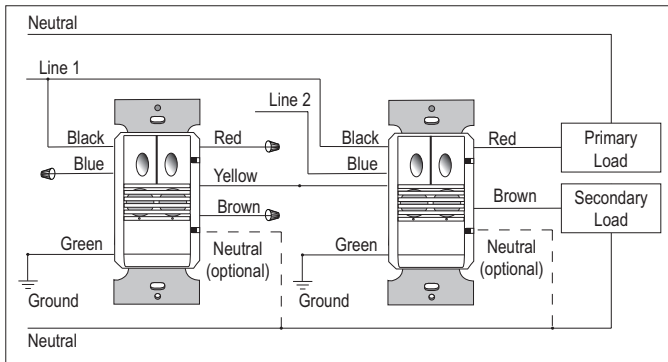 Neutral
Line 1
Line 2
Black
Red
Black
Red
Primary
Load
Blue
Blue
Yellow
Brown
Brown
Secondary
Load
Green
Neutral
(optional)
Green
Neutral
(optional)
Ground
Ground
Neutral